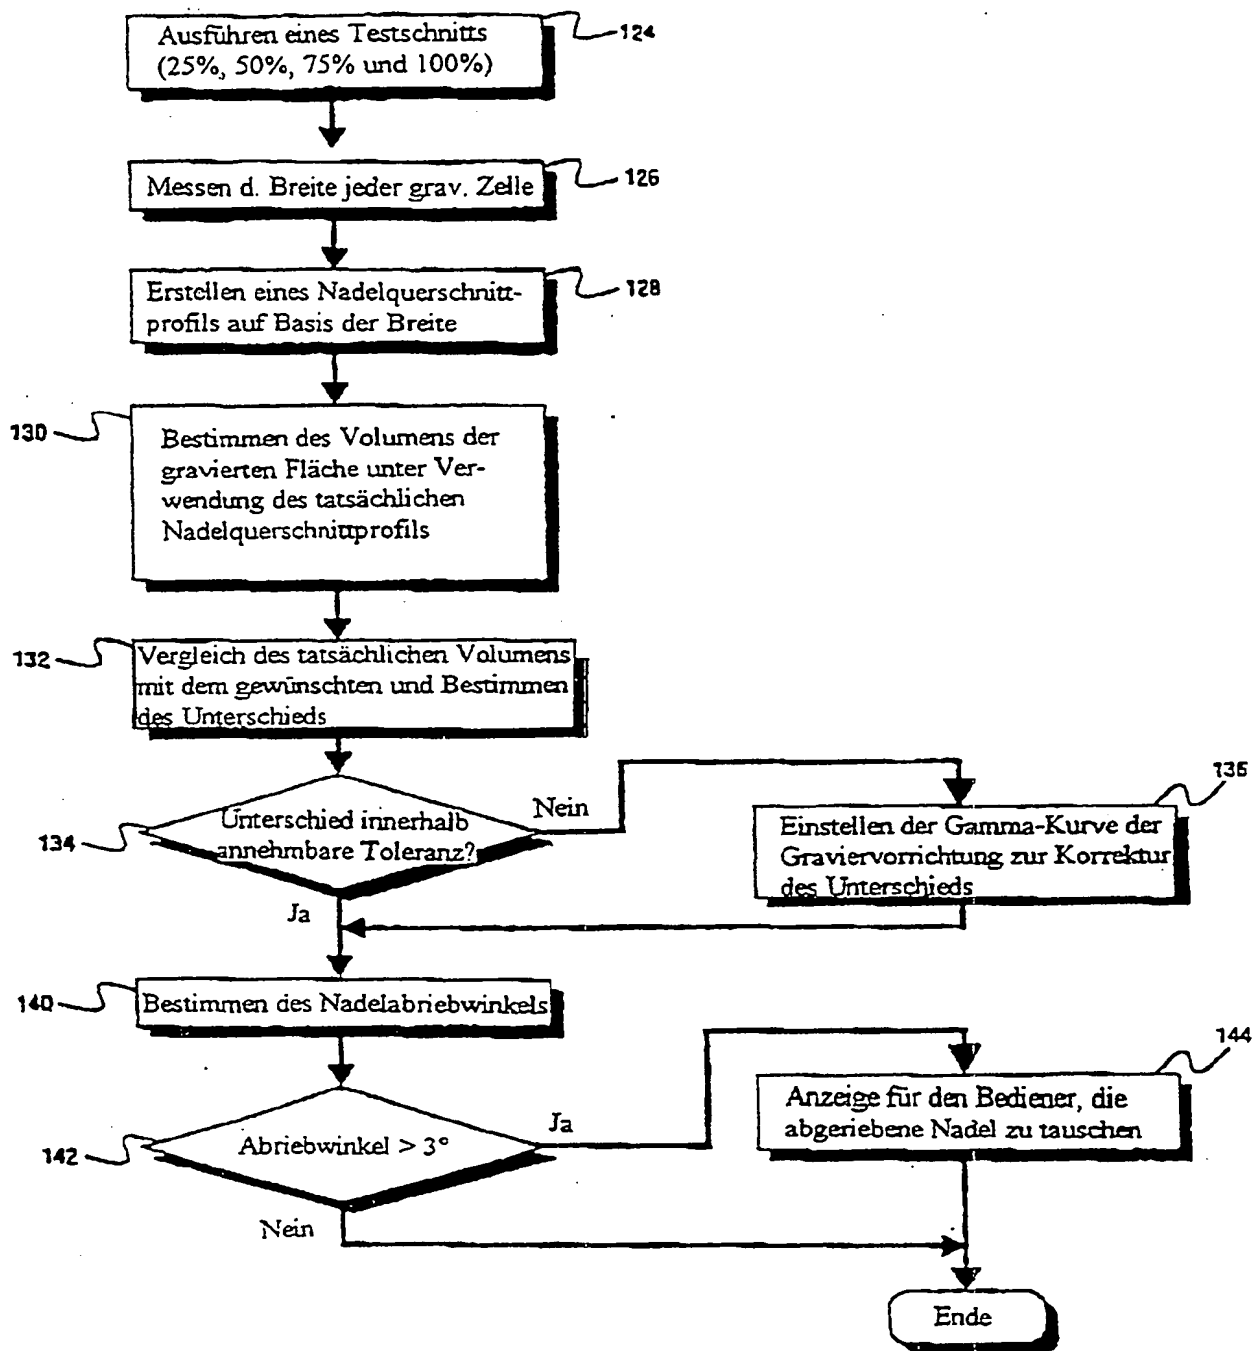 Ausführen eines Testschnitts
(25%, 50%, 75% und 100%)
124
Messen d. Breite jeder grav. Zelle
126
Erstellen eines Nadelquerschnitt-
profils auf Basis der Breite
128
130
Bestimmen des Volumens der
gravierten Fläche unter Ver-
wendung des tatsächlichen
Nadelquerschnittprofils
132
Vergleich des tatsächlichen Volumens
mit dem gewünschten und Bestimmen
des Unterschieds
134
Unterschied innerhalb
annehmbare Toleranz?
Nein
136
Einstellen der Gamma-Kurve der
Graviervorrichtung zur Korrektur
des Unterschieds
Ja
140
Bestimmen des Nadelabriebwinkels
142
Abriebwinkel > 3°
Ja
144
Anzeige für den Bediener, die
abgeriebene Nadel zu tauschen
Nein
Ende